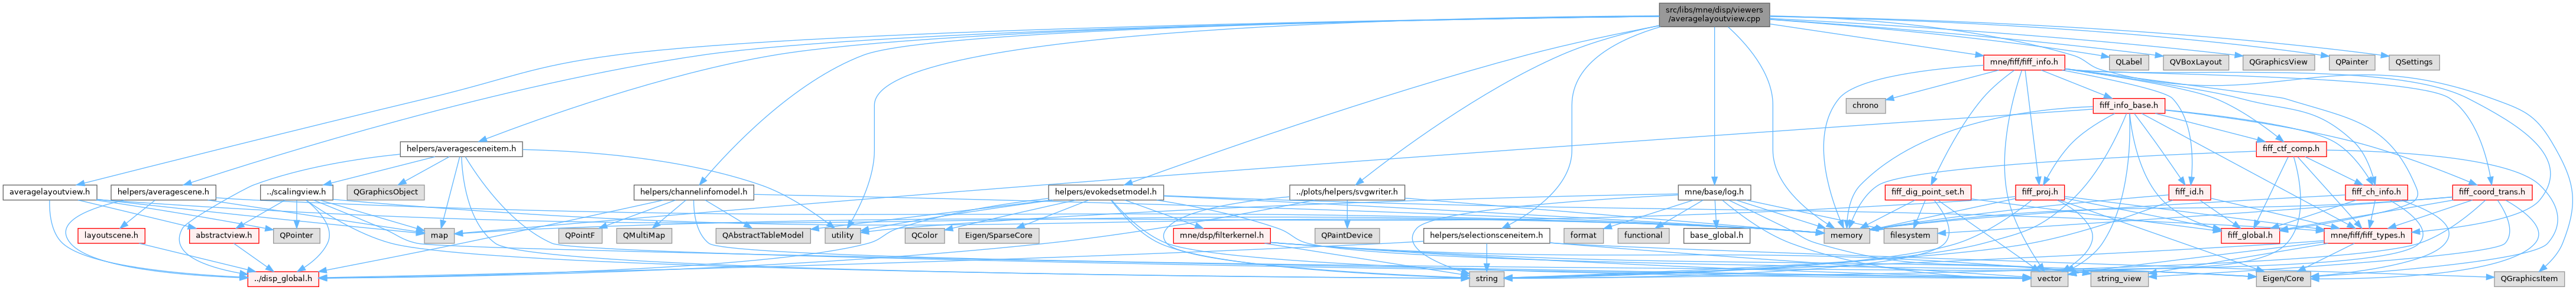 src/libs/mne/disp/viewers
/averagelayoutview.cpp
mne/fiff/fiff_info.h
QLabel
QVBoxLayout
QGraphicsView
QPainter
QSettings
chrono
fiff_info_base.h
helpers/averagesceneitem.h
fiff_ctf_comp.h
averagelayoutview.h
helpers/averagescene.h
../scalingview.h
QGraphicsObject
helpers/channelinfomodel.h
helpers/evokedsetmodel.h
../plots/helpers/svgwriter.h
mne/base/log.h
fiff_dig_point_set.h
fiff_proj.h
fiff_id.h
fiff_ch_info.h
fiff_coord_trans.h
layoutscene.h
abstractview.h
QPointer
map
QPointF
QMultiMap
QAbstractTableModel
utility
QColor
Eigen/SparseCore
mne/dsp/filterkernel.h
QPaintDevice
helpers/selectionsceneitem.h
format
functional
base_global.h
memory
filesystem
fiff_global.h
mne/fiff/fiff_types.h
../disp_global.h
string
vector
string_view
Eigen/Core
QGraphicsItem